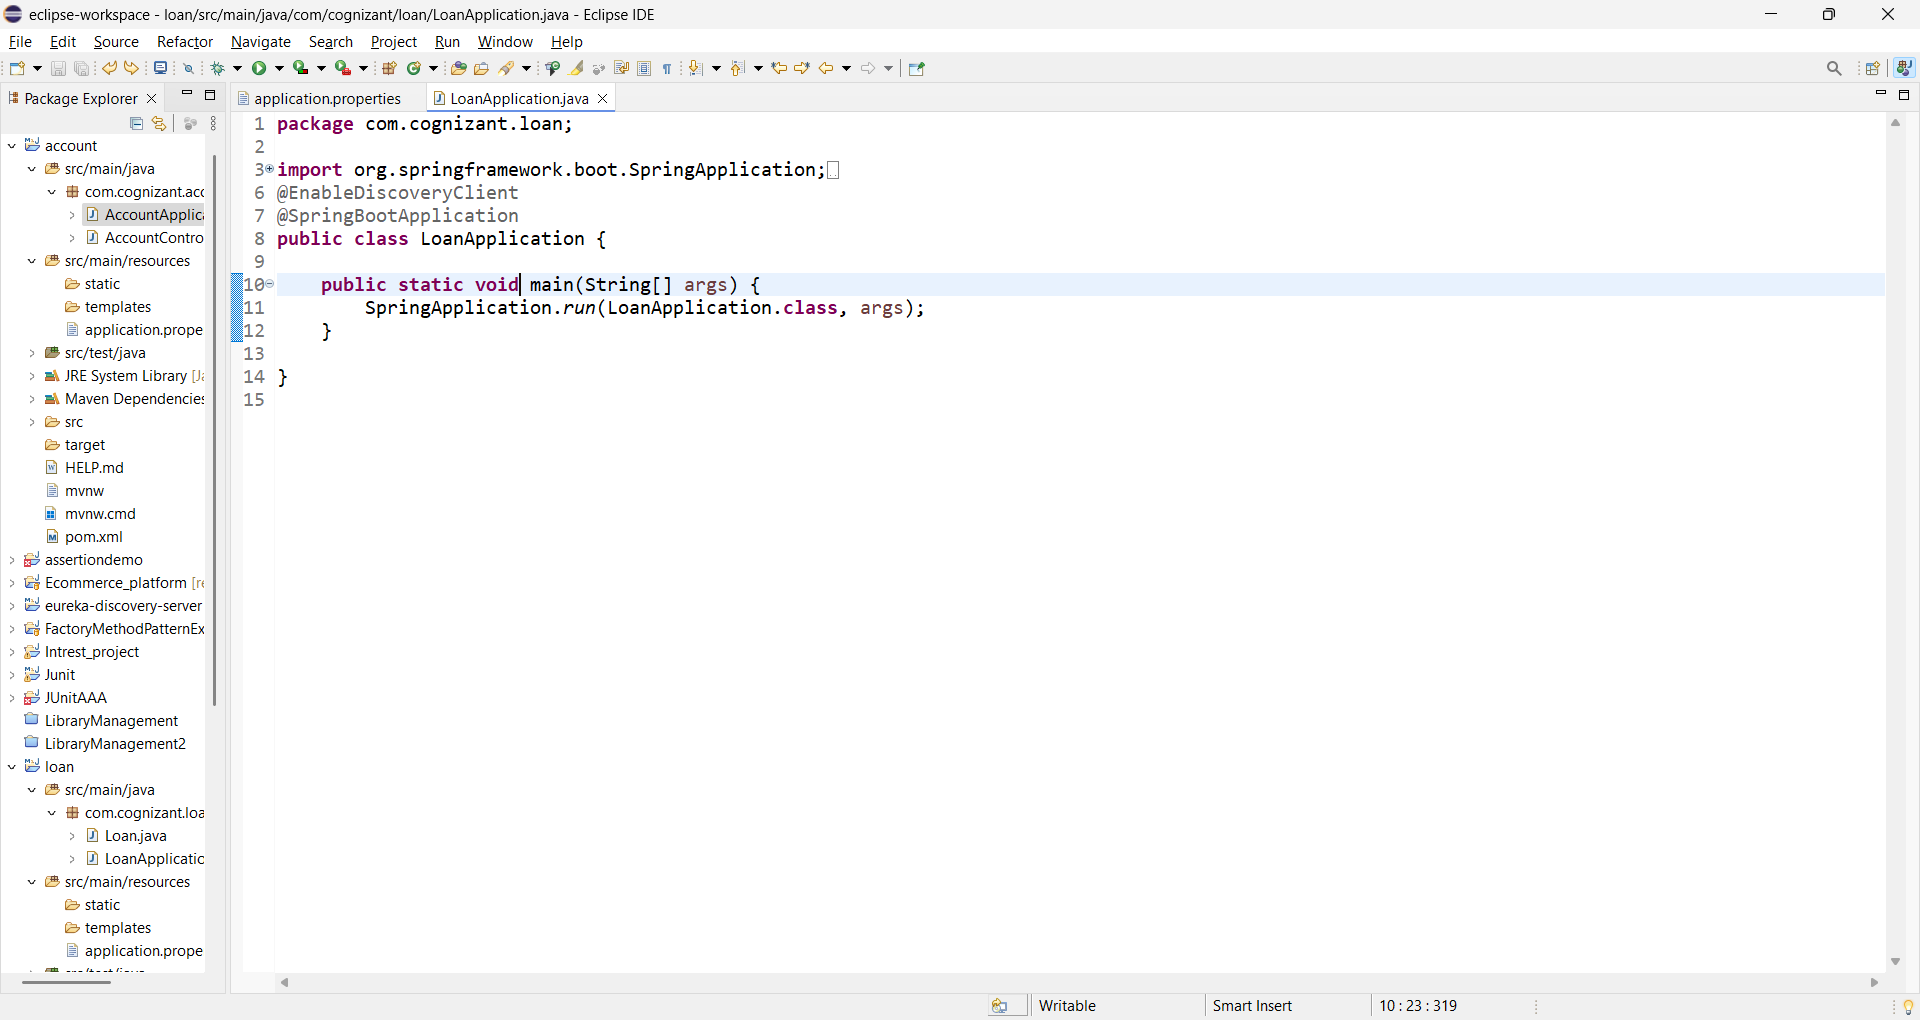 eclipse-workspace - loan/src/main/java/com/cognizant/loan/LoanApplication.java - Eclipse IDE
File Edit Source Refactor Navigate Search Project Run Window Help
Package Explorer
application.properties
LoanApplication.java
account
src/main/java
com.cognizant.acc
AccountApplica
AccountContro
src/main/resources
static
templates
application.prope
src/test/java
JRE System Library [Ja
Maven Dependencies
src
target
HELP.md
mvnw
mvnw.cmd
pom.xml
assertiondemo
Ecommerce_platform [re
eureka-discovery-server
FactoryMethodPatternEx
Intrest_project
Junit
JUnitAAA
LibraryManagement
LibraryManagement2
loan
src/main/java
com.cognizant.loa
Loan.java
LoanApplicatio
src/main/resources
static
templates
application.prope
1 package com.cognizant.loan;
2
3 import org.springframework.boot.SpringApplication;
6 @EnableDiscoveryClient
7 @SpringBootApplication
8 public class LoanApplication {
9
10 public static void main(String[] args) {
11 SpringApplication.run(LoanApplication.class, args);
12 }
13
14 }
15
Writable Smart Insert 10 : 23 : 319